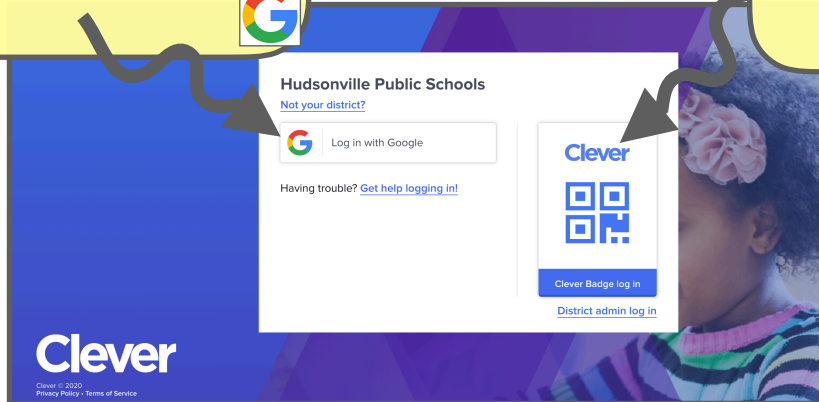 Hudsonville Public Schools
Not your district?
Log in with Google
Having trouble? Get help logging in!
Clever
Clever Badge log in
District admin log in
Clever
Clever © 2020
Privacy Policy • Terms of Service